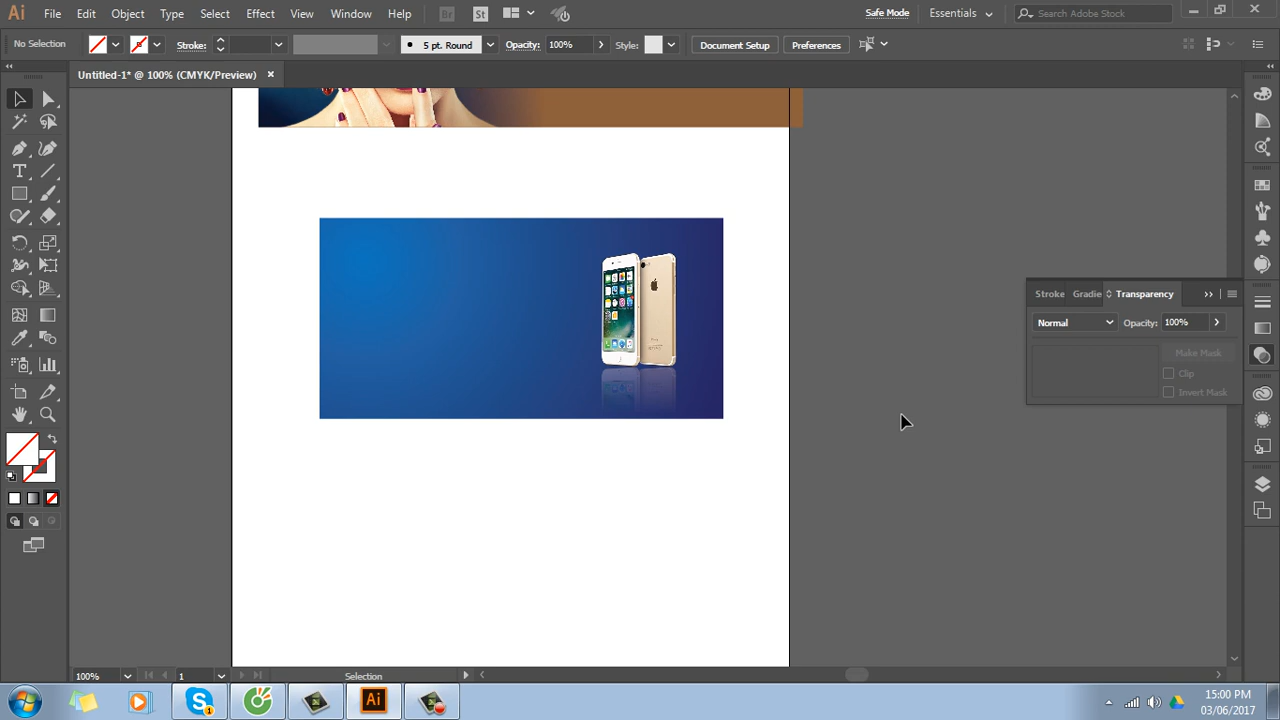 Ai File Edit Object Type Select Effect View Window Help Br St Safe Mode Essentials Search Adobe Stock
No Selection Stroke: 5 pt. Round Opacity: 100% Style: Document Setup Preferences
Untitled-1* @ 100% (CMYK/Preview)
Stroke Gradie Transparency
Normal Opacity: 100%
Make Mask
Clip
Invert Mask
100% 1 Selection
Ai 15:00 PM
03/06/2017